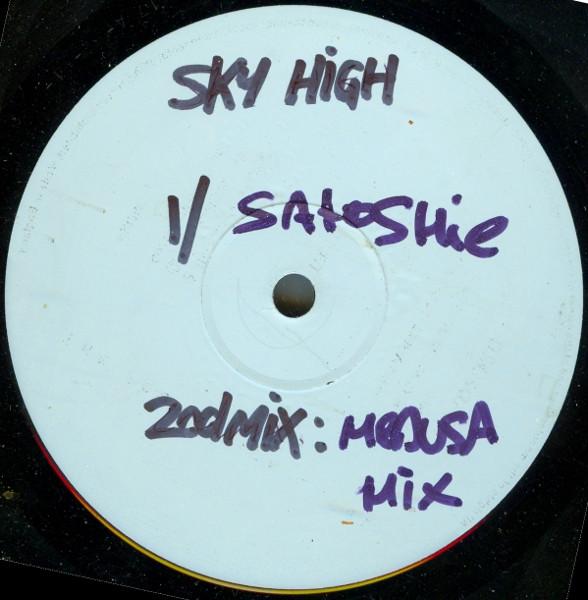 SKY HIGH
1/ SATOSHIE
2nd Mix: MEDUSA
Mix